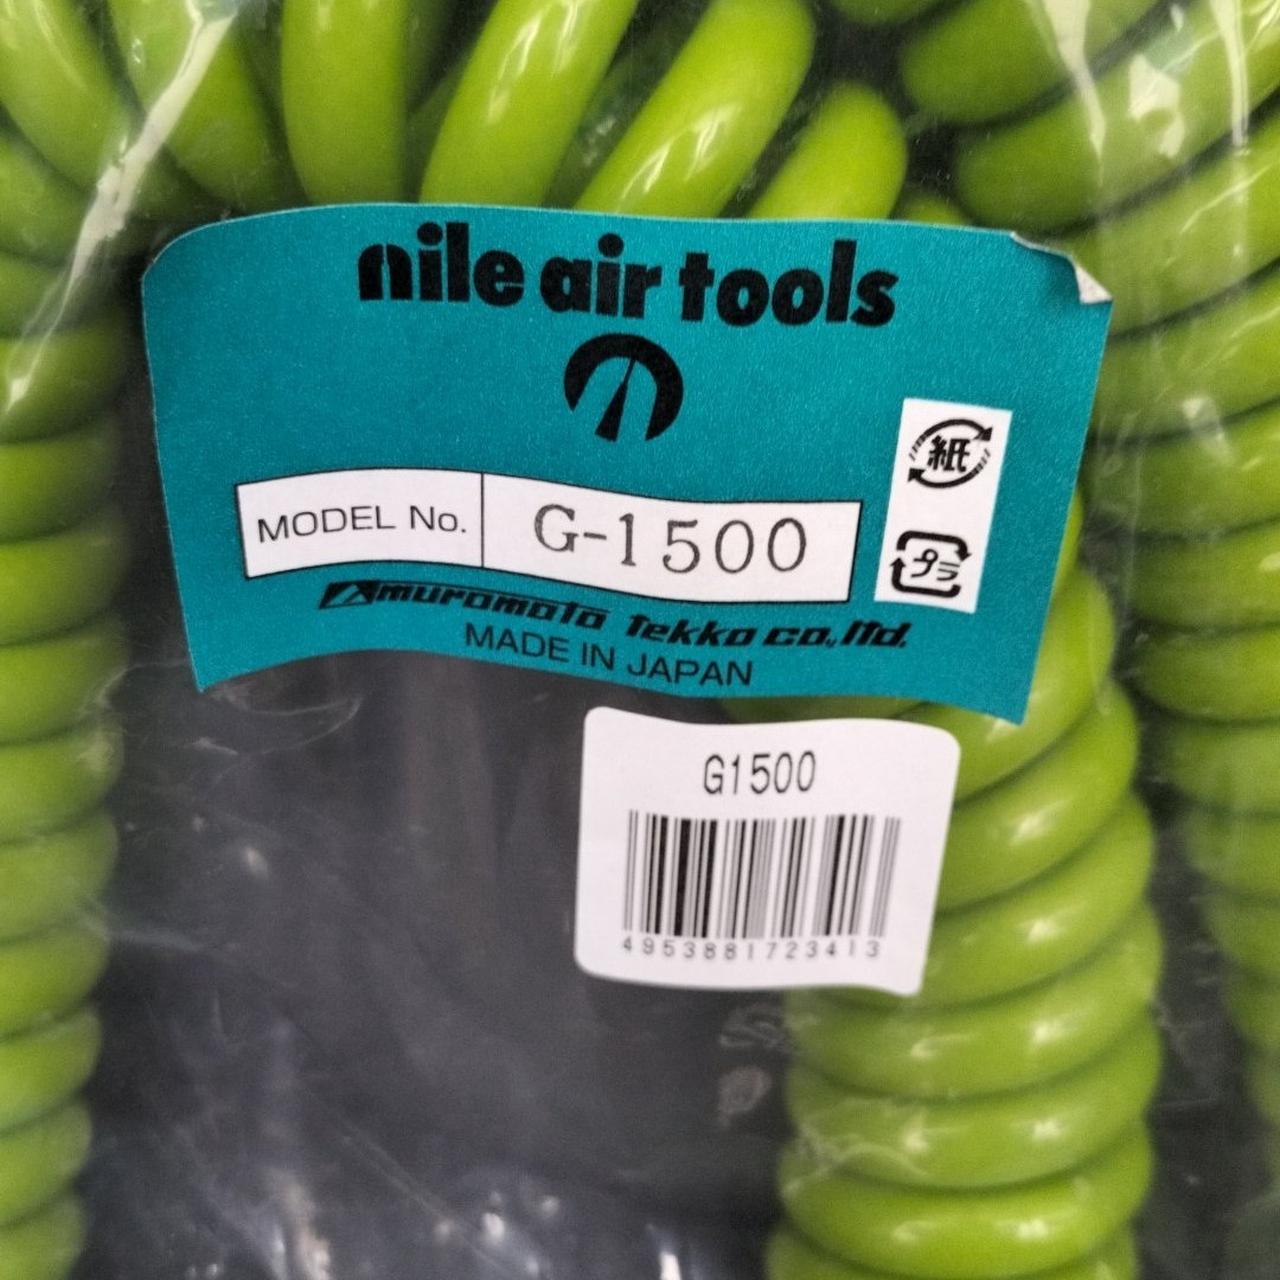 nile air tools
紙
MODEL No. G-1500
プラ
muromoto Tekko co., ltd.
MADE IN JAPAN
G1500
4953881723413